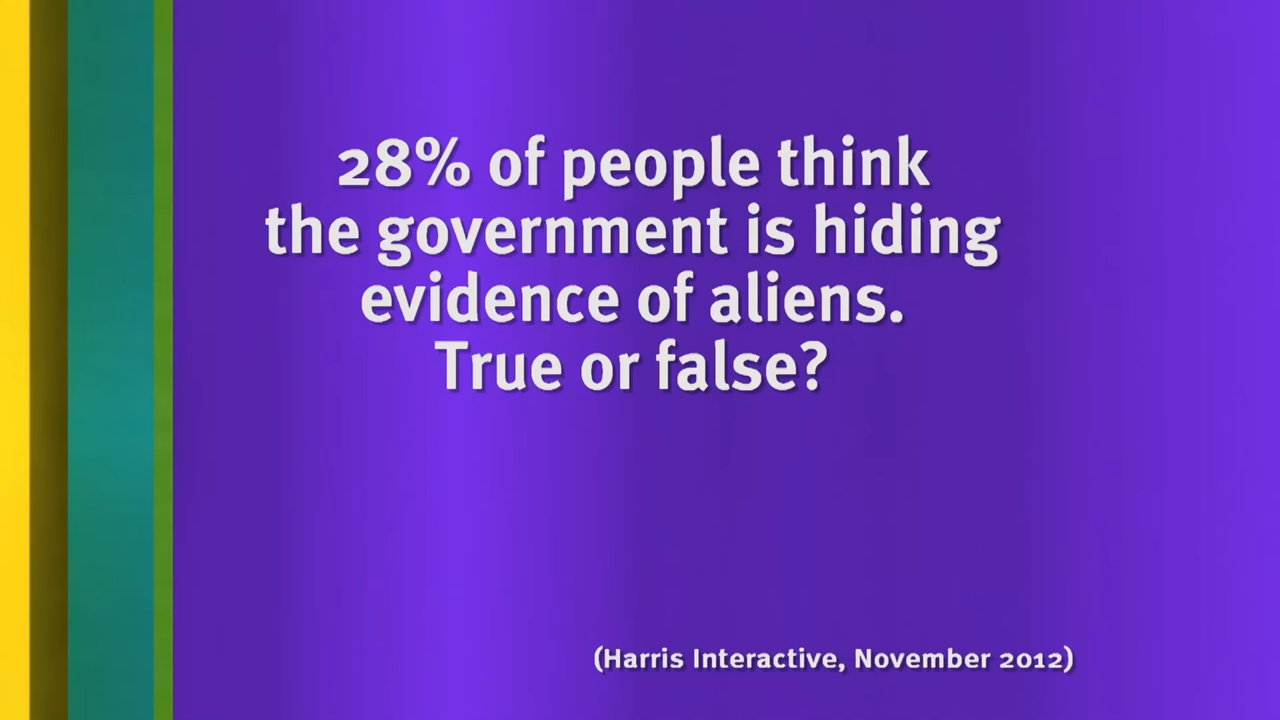 28% of people think
the government is hiding
evidence of aliens.
True or false?
(Harris Interactive, November 2012)